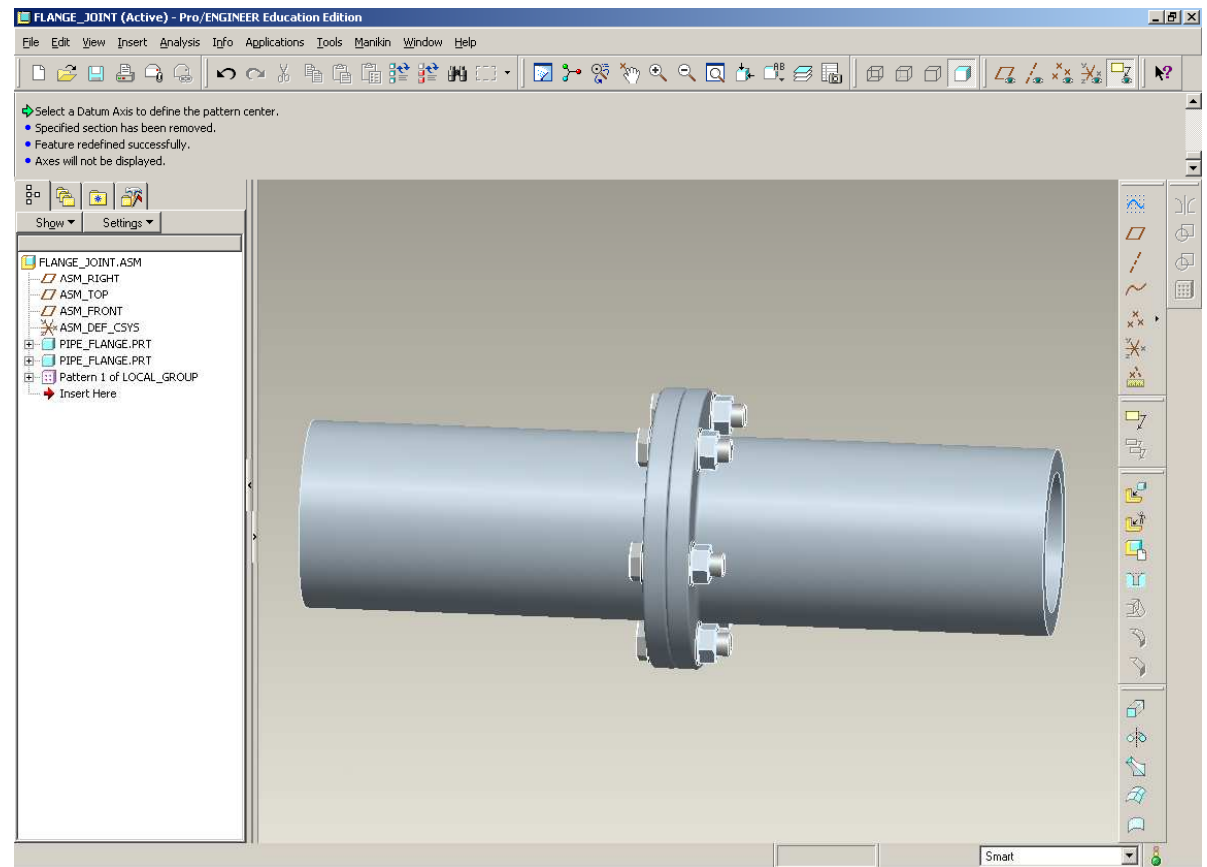 FLANGE_JOINT (Active) - Pro/ENGINEER Education Edition
File Edit View Insert Analysis Info Applications Tools Manikin Window Help
Select a Datum Axis to define the pattern center.
Specified section has been removed.
Feature redefined successfully.
Axes will not be displayed.
Show Settings
FLANGE_JOINT.ASM
ASM_RIGHT
ASM_TOP
ASM_FRONT
ASM_DEF_CSYS
PIPE_FLANGE.PRT
PIPE_FLANGE.PRT
Pattern 1 of LOCAL_GROUP
Insert Here
Smart